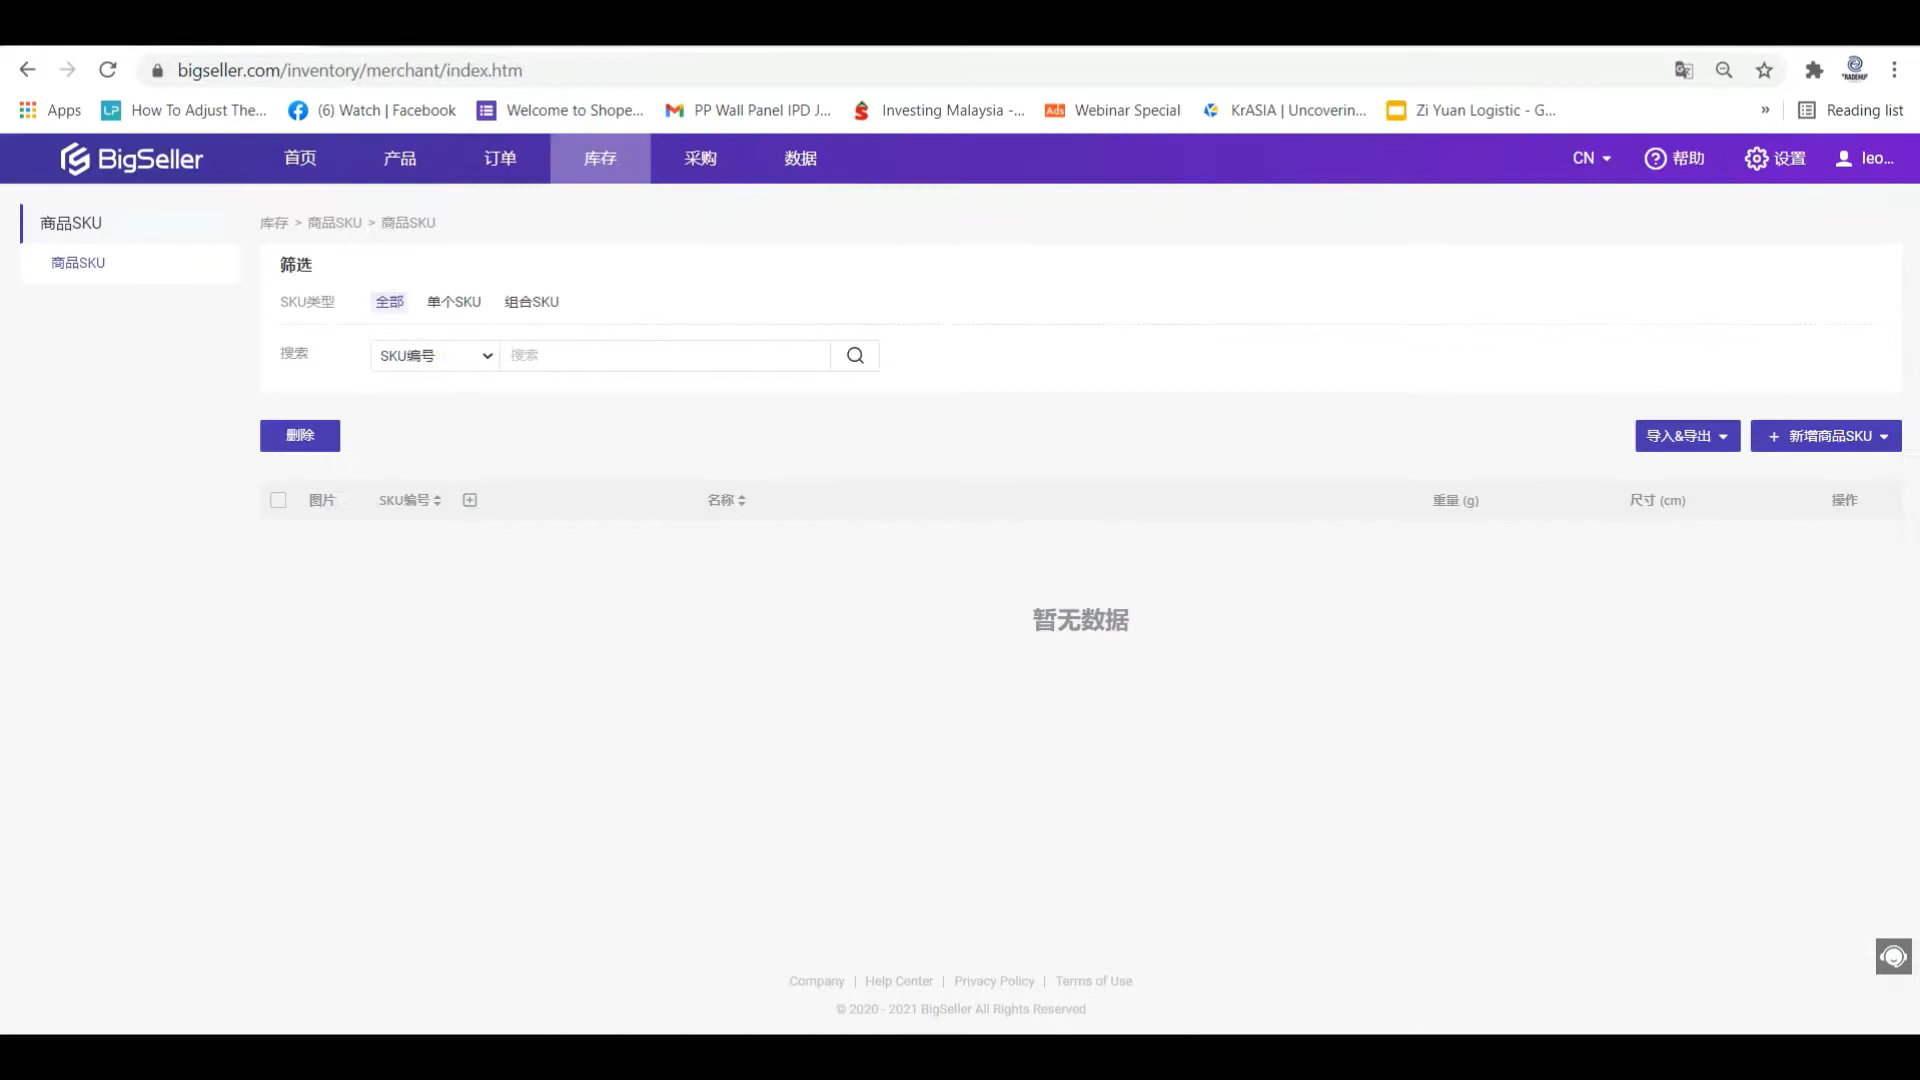 bigseller.com/inventory/merchant/index.htm
Apps
LP How To Adjust The...
(6) Watch | Facebook
Welcome to Shope...
PP Wall Panel IPD J...
Investing Malaysia -...
Ads Webinar Special
KrASIA | Uncoverin...
Zi Yuan Logistic - G...
»
Reading list
BigSeller
首页
产品
订单
库存
采购
数据
CN
帮助
设置
leo...
商品SKU
商品SKU
库存 > 商品SKU > 商品SKU
筛选
SKU类型 全部 单个SKU 组合SKU
搜索 SKU编号 搜索
删除
导入&导出
+ 新增商品SKU
图片 SKU编号 名称 重量 (g) 尺寸 (cm) 操作
暂无数据
Company | Help Center | Privacy Policy | Terms of Use
© 2020 - 2021 BigSeller All Rights Reserved